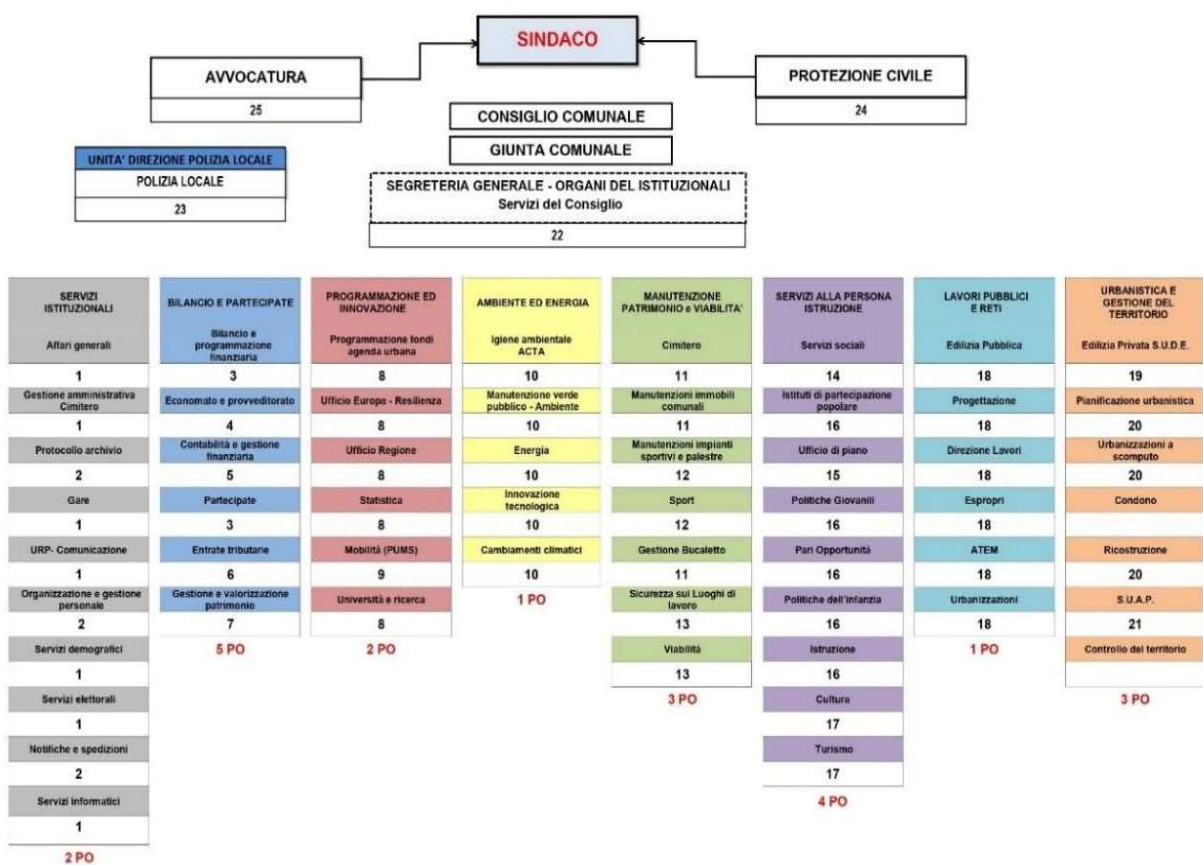 SINDACO
AVVOCATURA
25
PROTEZIONE CIVILE
24
CONSIGLIO COMUNALE
GIUNTA COMUNALE
UNITA' DIREZIONE POLIZIA LOCALE
POLIZIA LOCALE
23
SEGRETERIA GENERALE - ORGANI DEL ISTITUZIONALI
Servizi del Consiglio
22
SERVIZI
ISTITUZIONALI
Affari generali
1
Gestione amministrativa
Cimitero
1
Protocollo archivio
2
Gare
1
URP- Comunicazione
1
Organizzazione e gestione
personale
2
Servizi demografici
1
Servizi elettorali
1
Notifiche e spedizioni
2
Servizi informatici
1
2 PO
BILANCIO E PARTECIPATE
Bilancio e
programmazione
finanziaria
3
Economato e provveditorato
4
Contabilità e gestione
finanziaria
5
Partecipate
3
Entrate tributarie
6
Gestione e valorizzazione
patrimonio
7
5 PO
PROGRAMMAZIONE ED
INNOVAZIONE
Programmazione fondi
agenda urbana
8
Ufficio Europa - Resilienza
8
Ufficio Regione
8
Statistica
8
Mobilità (PUMS)
9
Università e ricerca
8
2 PO
AMBIENTE ED ENERGIA
Igiene ambientale
ACTA
10
Manutenzione verde
pubblico - Ambiente
10
Energia
10
Innovazione
tecnologica
10
Cambiamenti climatici
10
1 PO
MANUTENZIONE
PATRIMONIO e VIABILITA'
Cimitero
11
Manutenzioni immobili
comunali
11
Manutenzioni impianti
sportivi e palestre
12
Sport
12
Gestione Bucaletto
11
Sicurezza sui Luoghi di
lavoro
13
Viabilità
13
3 PO
SERVIZI ALLA PERSONA
ISTRUZIONE
Servizi sociali
14
Istituti di partecipazione
popolare
16
Ufficio di piano
15
Politiche Giovanili
16
Pari Opportunità
16
Politiche dell'infanzia
16
Istruzione
16
Cultura
17
Turismo
17
4 PO
LAVORI PUBBLICI
E RETI
Edilizia Pubblica
18
Progettazione
18
Direzione Lavori
18
Espropri
18
ATEM
18
Urbanizzazioni
18
1 PO
URBANISTICA E
GESTIONE DEL
TERRITORIO
Edilizia Privata S.U.D.E.
19
Pianificazione urbanistica
20
Urbanizzazioni a
scomputo
20
Condono
20
Ricostruzione
20
S.U.A.P.
21
Controllo del territorio
3 PO